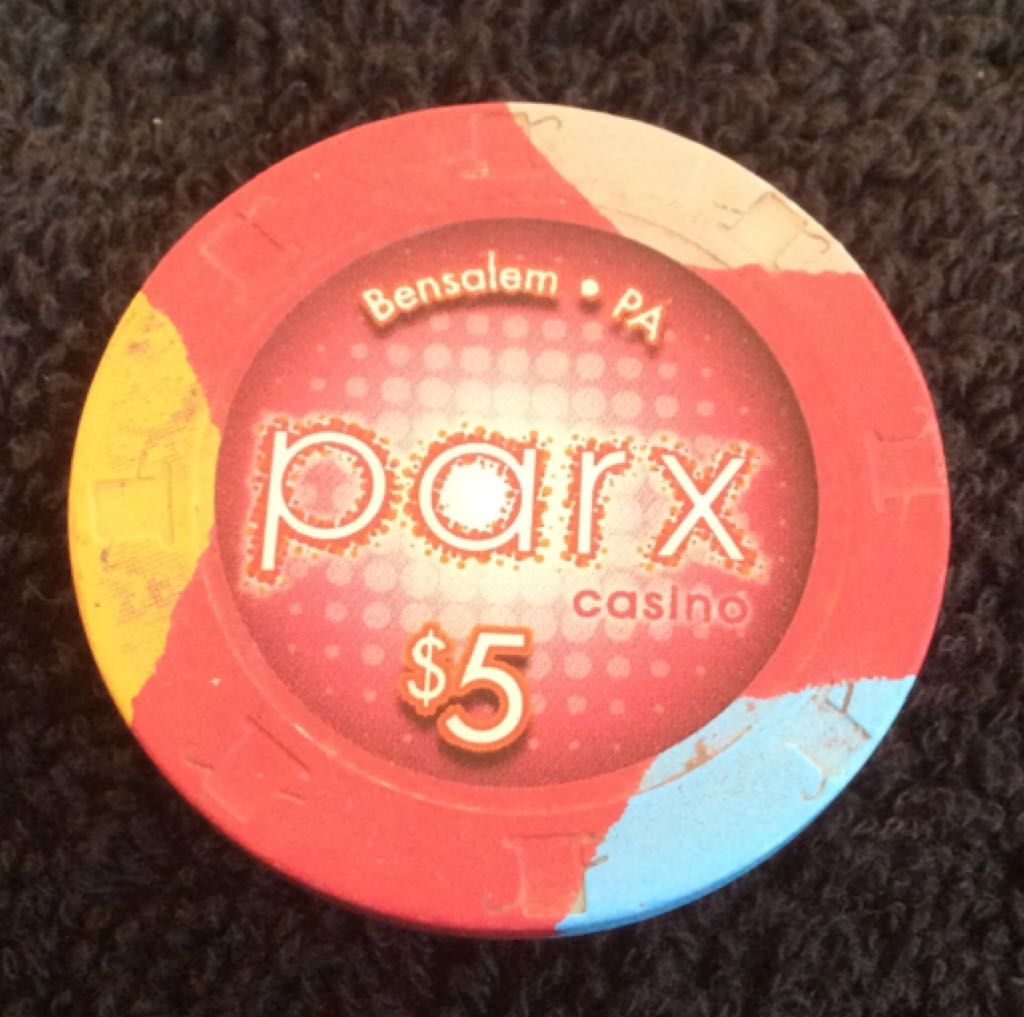 Bensalem • PA
parx
casino
$5